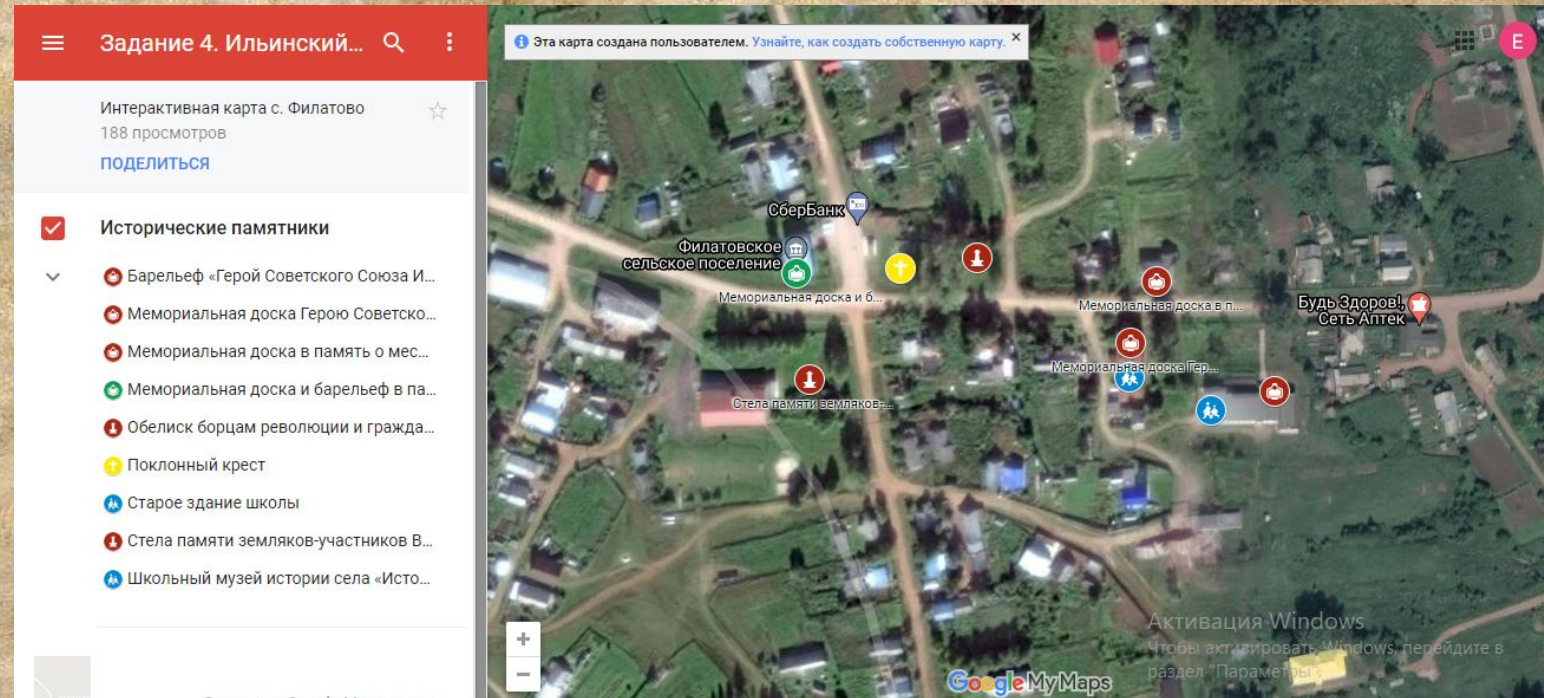 Задание 4. Ильинский...
Интерактивная карта с. Филатово
188 просмотров
ПОДЕЛИТЬСЯ
Исторические памятники
Барельеф «Герой Советского Союза И...
Мемориальная доска Герою Советско...
Мемориальная доска в память о мес...
Мемориальная доска и барельеф в па...
Обелиск борцам революции и гражда...
Поклонный крест
Старое здание школы
Стела памяти земляков-участников В...
Школьный музей истории села «Исто...
Эта карта создана пользователем. Узнайте, как создать собственную карту. ×
E
СберБанк
Филатовское
сельское поселение
Мемориальная доска и б...
Мемориальная доска в п...
Будь Здоров!,
Сеть Аптек
Мемориальная доска Гер...
Стела памяти земляков-...
+
−
Активация Windows
Чтобы активировать Windows, перейдите в
раздел "Параметры".
Google My Maps